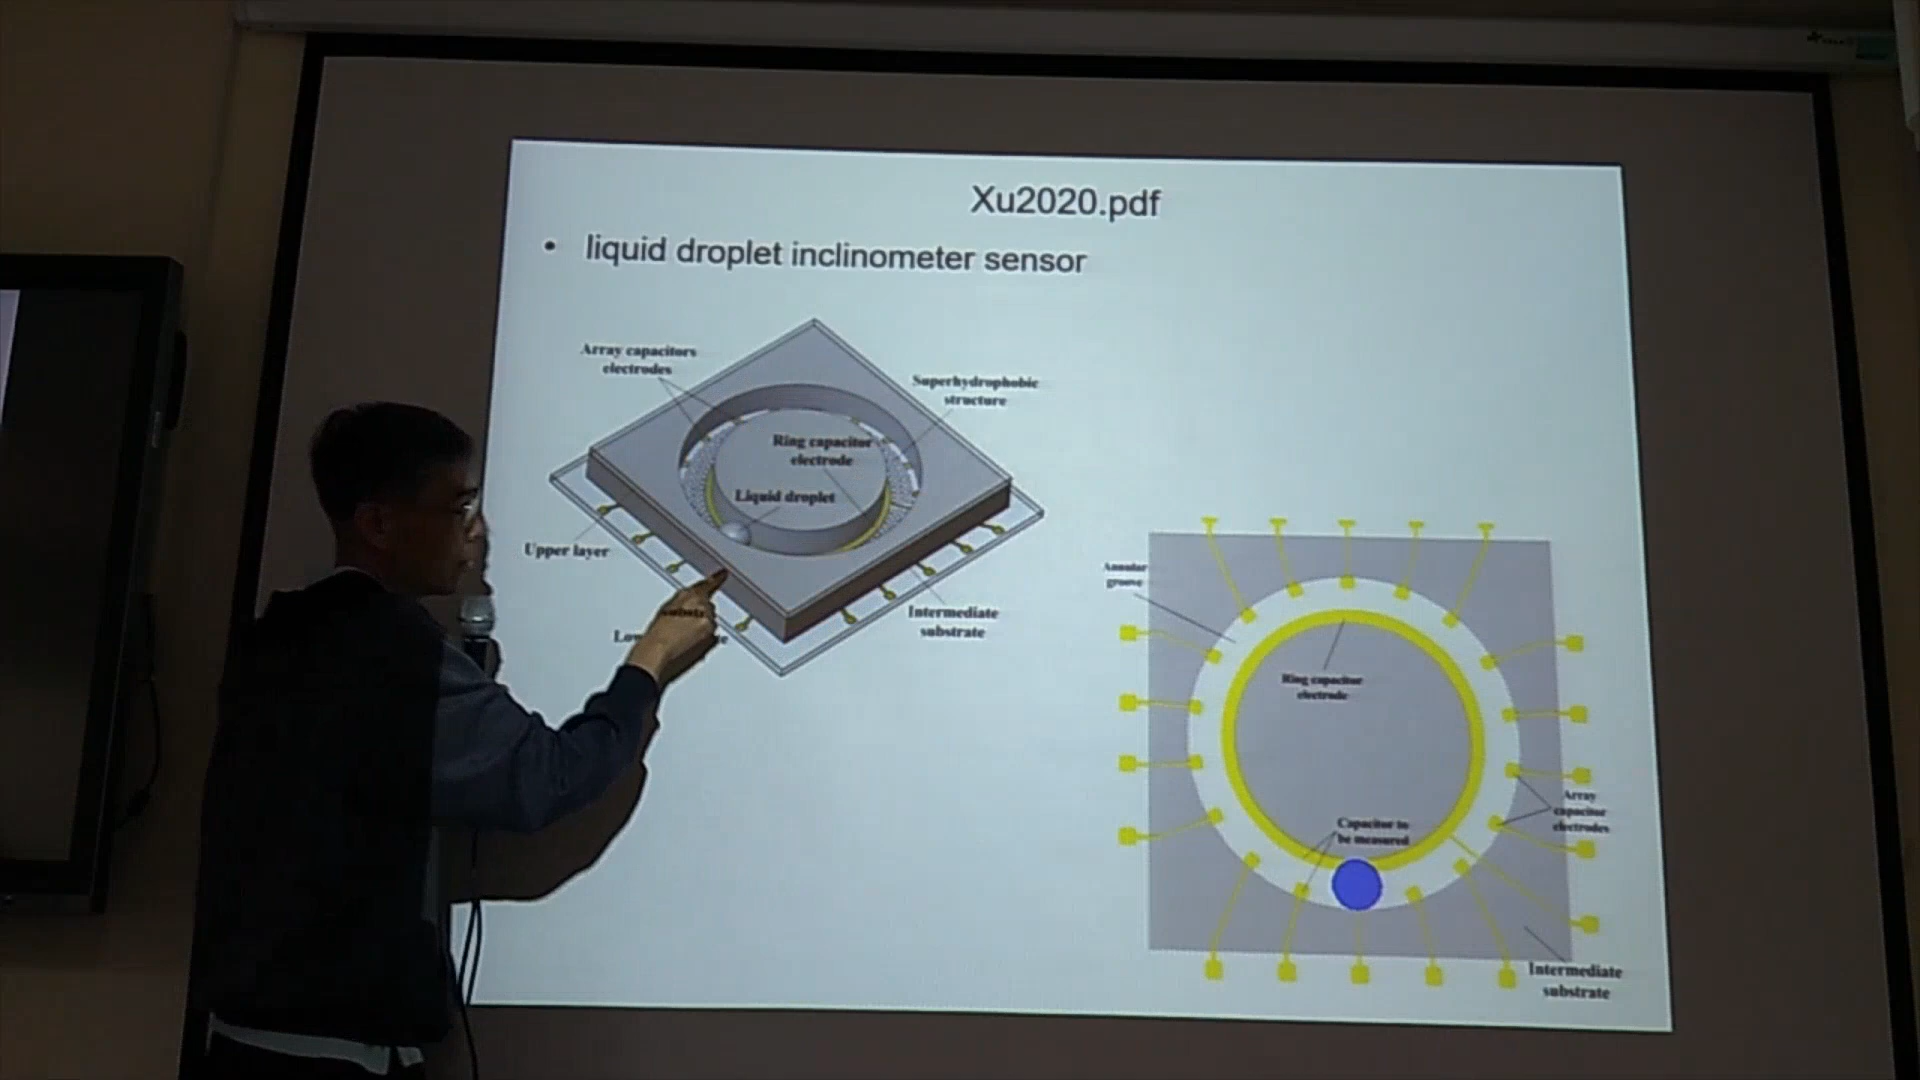 Xu2020.pdf
• liquid droplet inclinometer sensor
Array capacitors
electrodes
Superhydrophobic
structure
Ring capacitor
electrode
Liquid droplet
Upper layer
Intermediate
substrate
Annular
groove
Ring capacitor
electrode
Capacitor to
be measured
Array
capacitor
electrodes
Intermediate
substrate